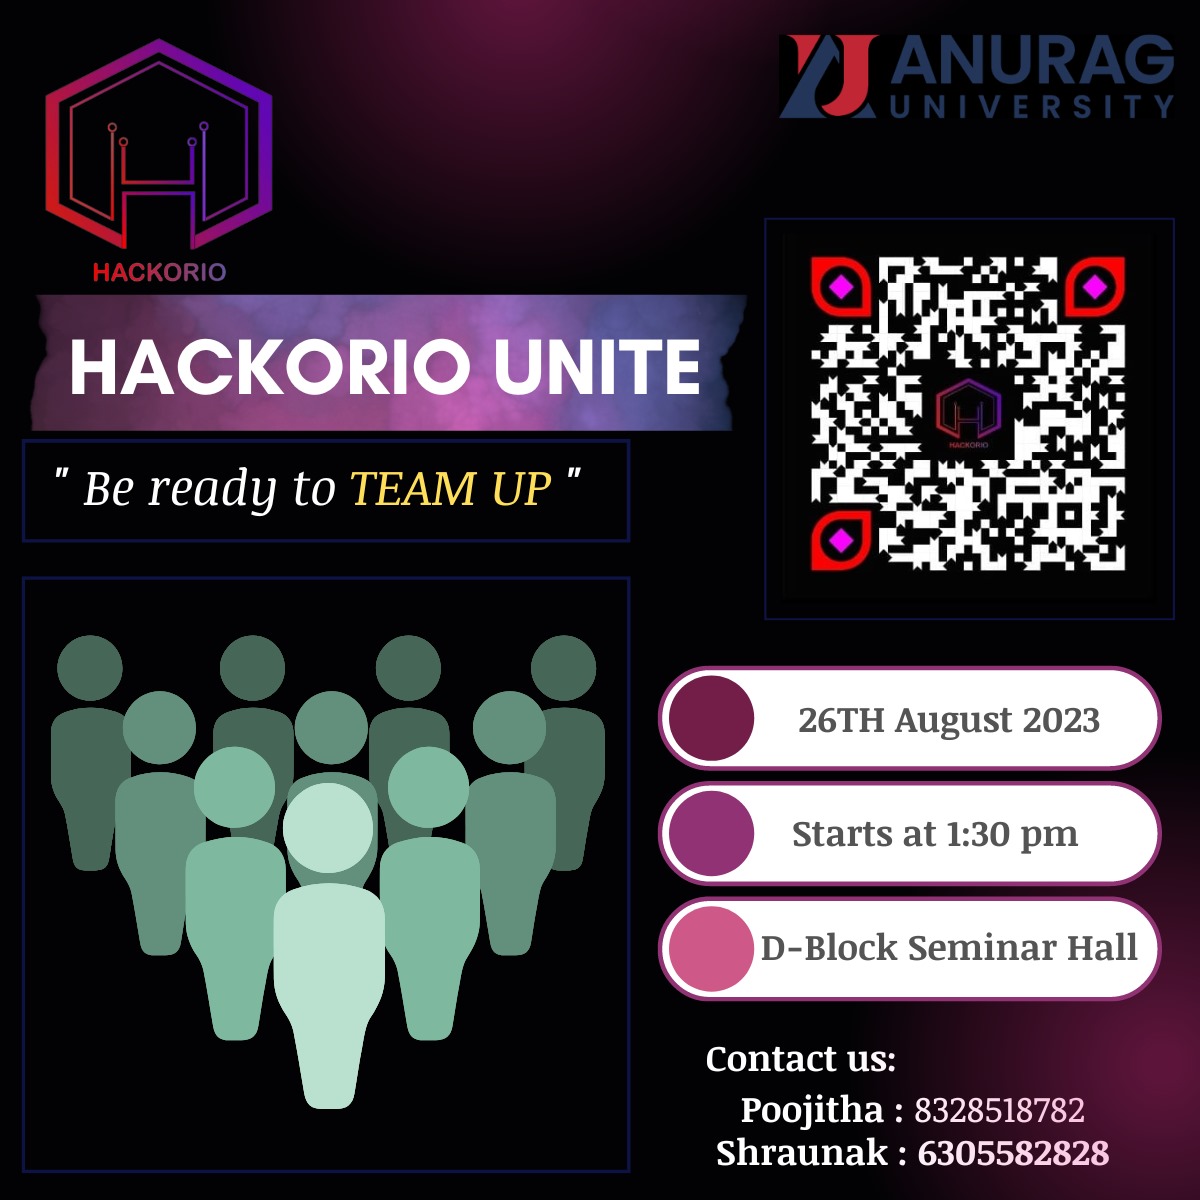 HACKORIO
ANURAG
UNIVERSITY
HACKORIO UNITE
" Be ready to TEAM UP "
HACKORIO
26TH August 2023
Starts at 1:30 pm
D-Block Seminar Hall
Contact us:
Poojitha : 8328518782
Shraunak : 6305582828